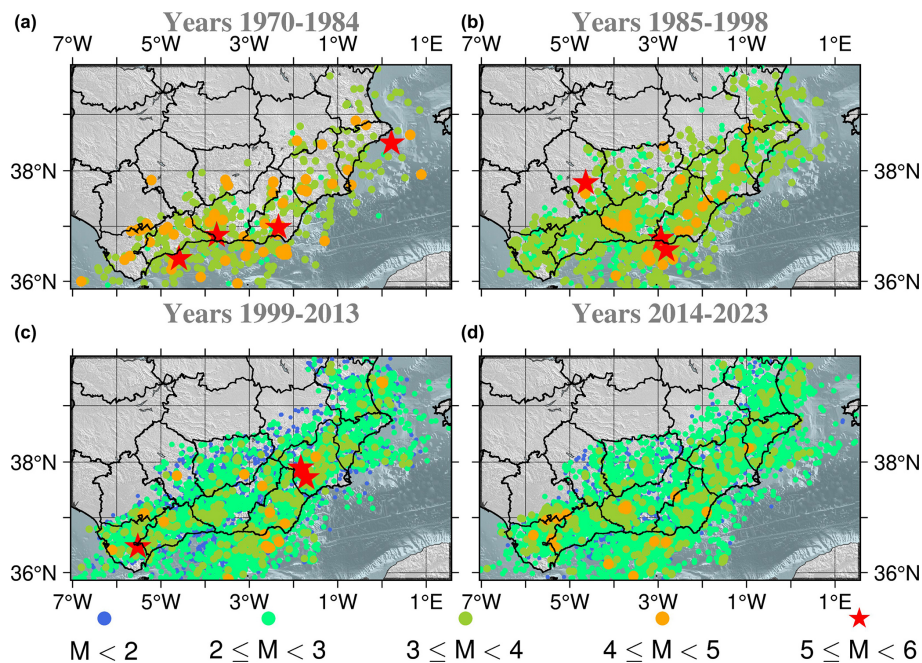 (a) Years 1970-1984
7°W 5°W 3°W 1°W 1°E
38°N
36°N
(b) Years 1985-1998
7°W 5°W 3°W 1°W 1°E
38°N
36°N
(c) Years 1999-2013
38°N
36°N
7°W 5°W 3°W 1°W 1°E
(d) Years 2014-2023
38°N
36°N
7°W 5°W 3°W 1°W 1°E
M < 2 2 ≤ M < 3 3 ≤ M < 4 4 ≤ M < 5 5 ≤ M < 6